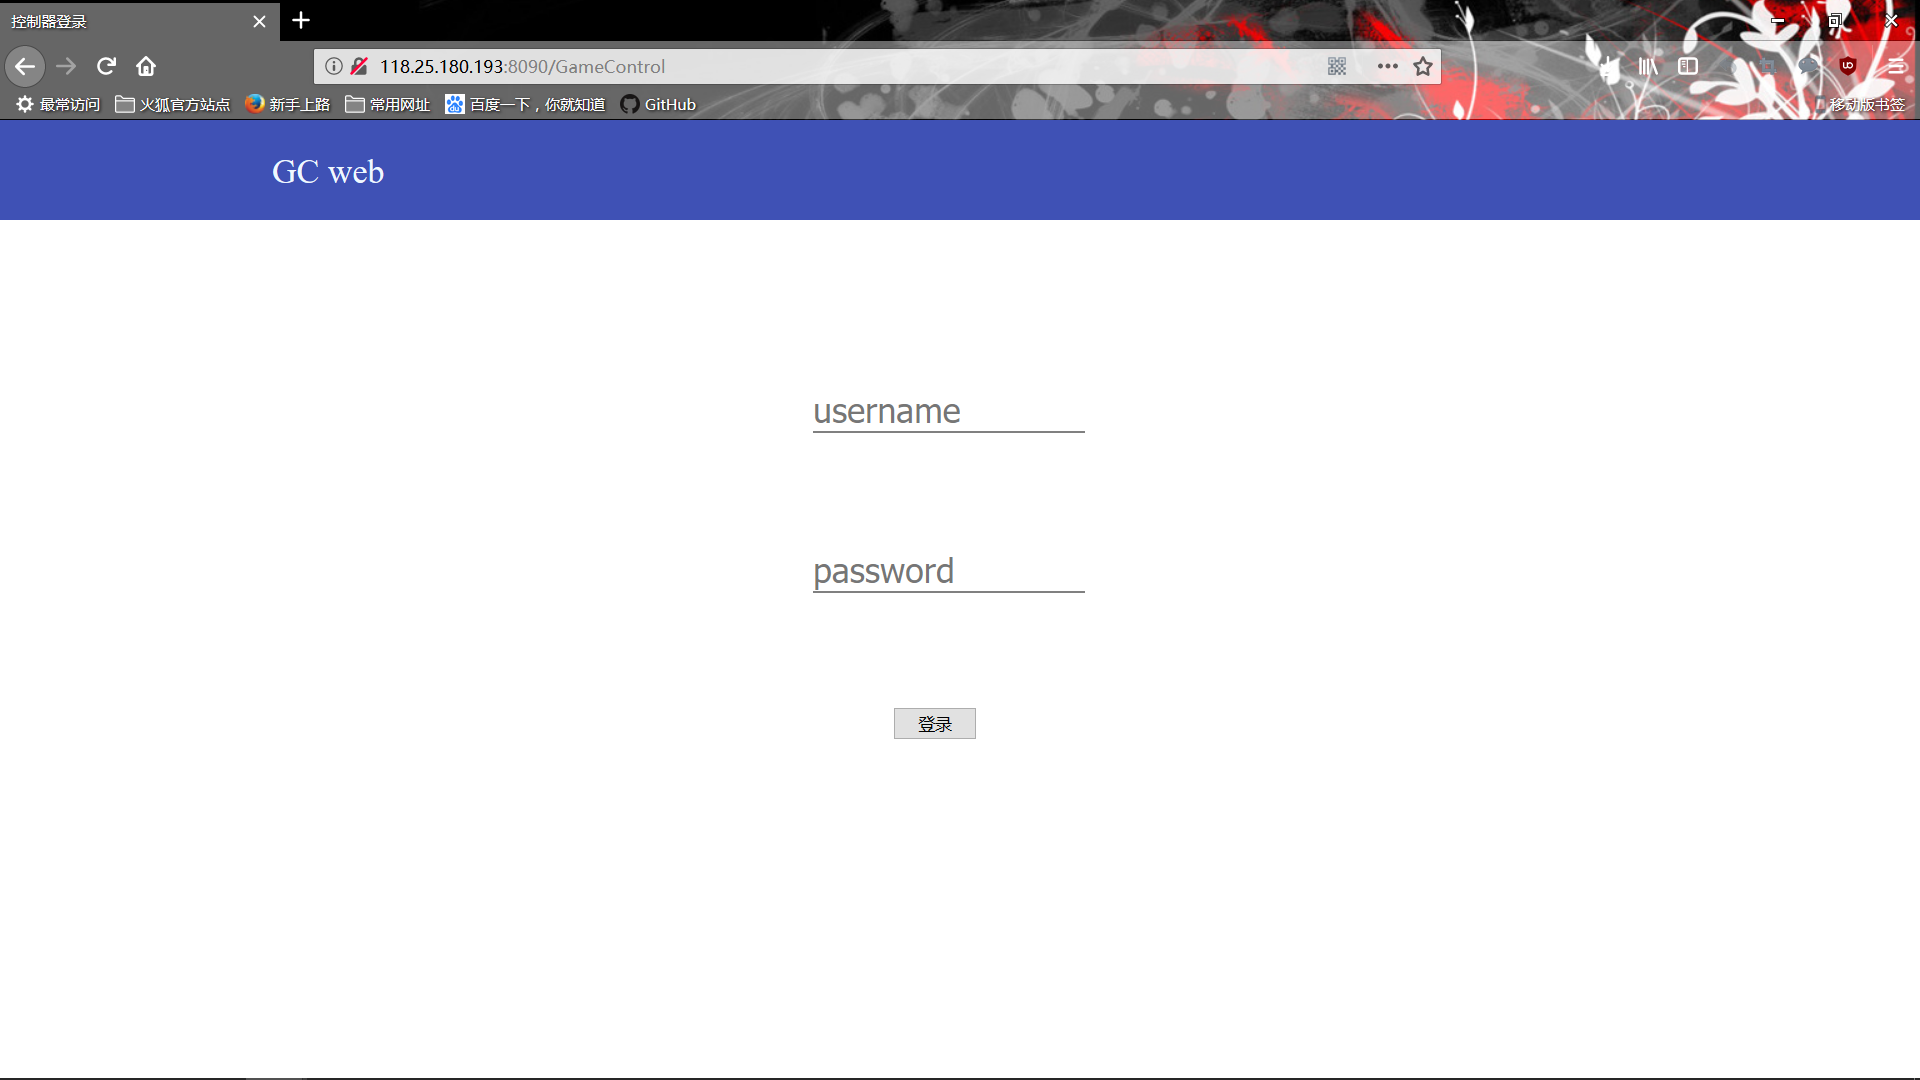 控制器登录
118.25.180.193:8090/GameControl
最常访问 火狐官方站点 新手上路 常用网址 百度一下，你就知道 GitHub 移动版书签
GC web
username
password
登录